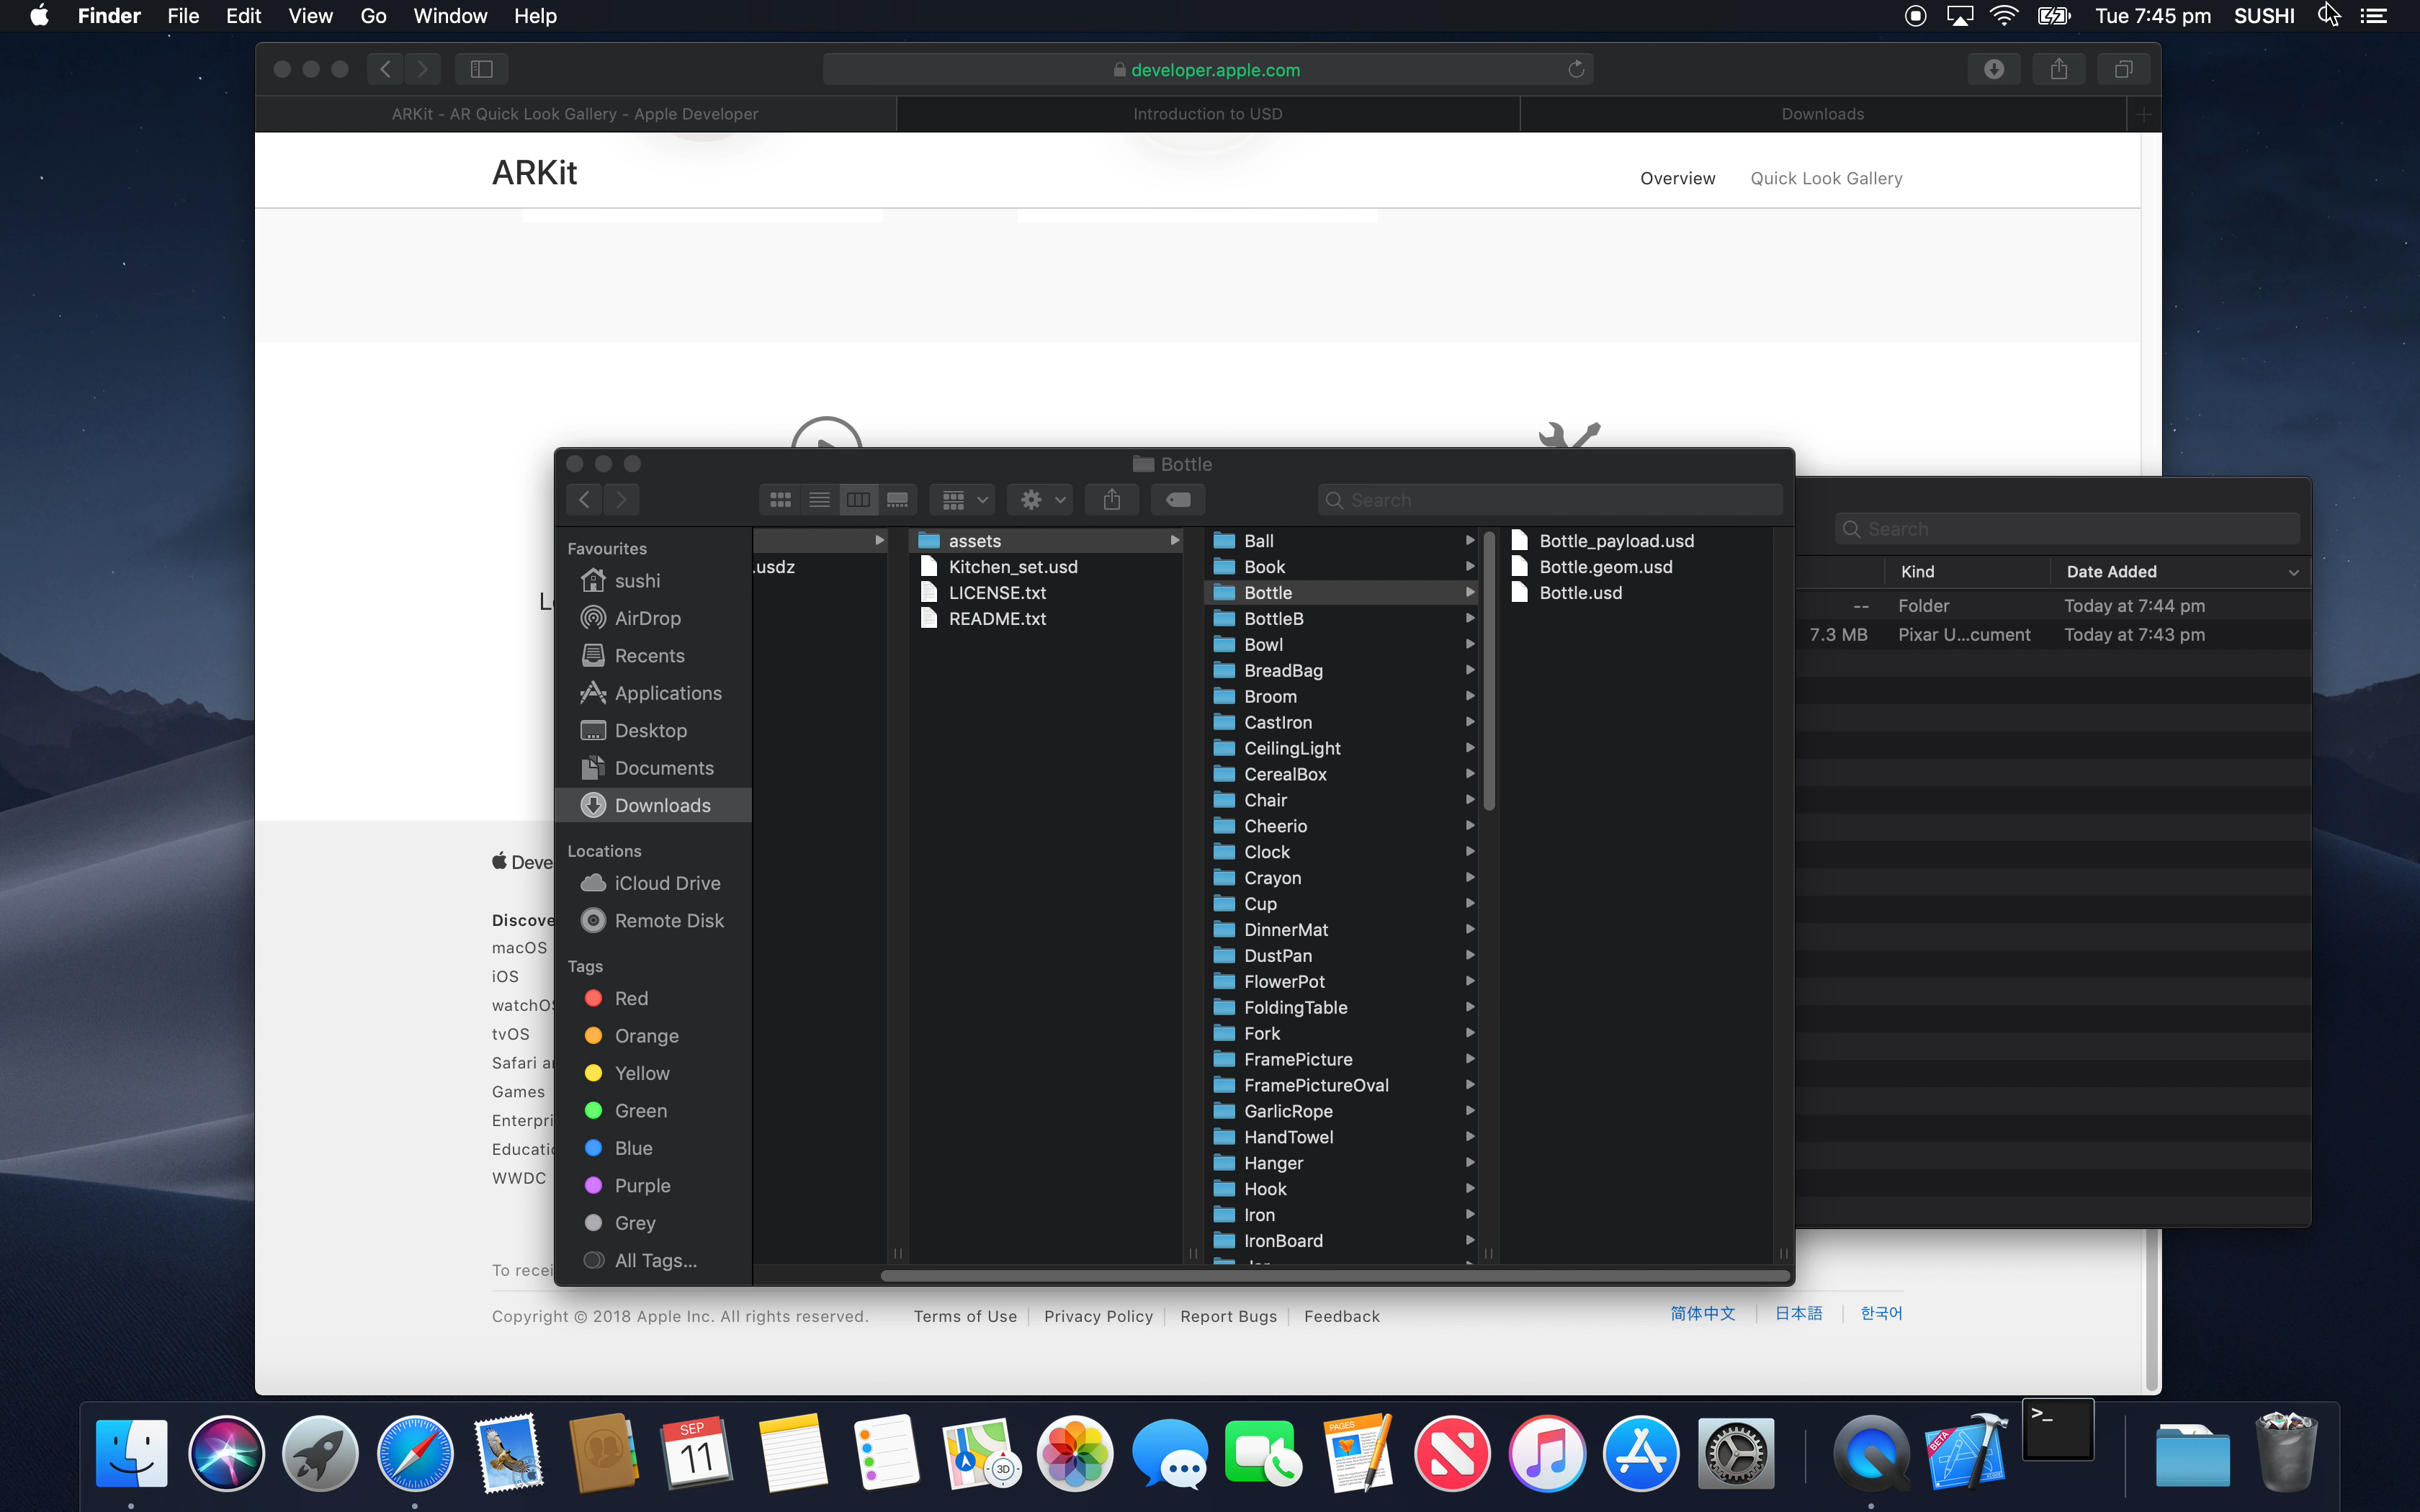 Finder File Edit View Go Window Help
Tue 7:45 pm SUSHI
developer.apple.com
ARKit - AR Quick Look Gallery - Apple Developer
Introduction to USD
Downloads
ARKit
Overview Quick Look Gallery
Bottle
Search
Favourites
sushi
AirDrop
Recents
Applications
Desktop
Documents
Downloads
Locations
iCloud Drive
Remote Disk
Tags
Red
Orange
Yellow
Green
Blue
Purple
Grey
All Tags...
.usdz
assets
Kitchen_set.usd
LICENSE.txt
README.txt
Ball
Book
Bottle
BottleB
Bowl
BreadBag
Broom
CastIron
CeilingLight
CerealBox
Chair
Cheerio
Clock
Crayon
Cup
DinnerMat
DustPan
FlowerPot
FoldingTable
Fork
FramePicture
FramePictureOval
GarlicRope
HandTowel
Hanger
Hook
Iron
IronBoard
Bottle_payload.usd
Bottle.geom.usd
Bottle.usd
Search
Kind Date Added
-- Folder Today at 7:44 pm
7.3 MB Pixar U...cument Today at 7:43 pm
Deve
Discove
macOS
iOS
watchOS
tvOS
Safari a
Games
Enterpri
Educati
WWDC
To recei
Copyright © 2018 Apple Inc. All rights reserved. Terms of Use Privacy Policy Report Bugs Feedback
简体中文 日本語 한국어
SEP
11
3D
PAGES
BETA
>_